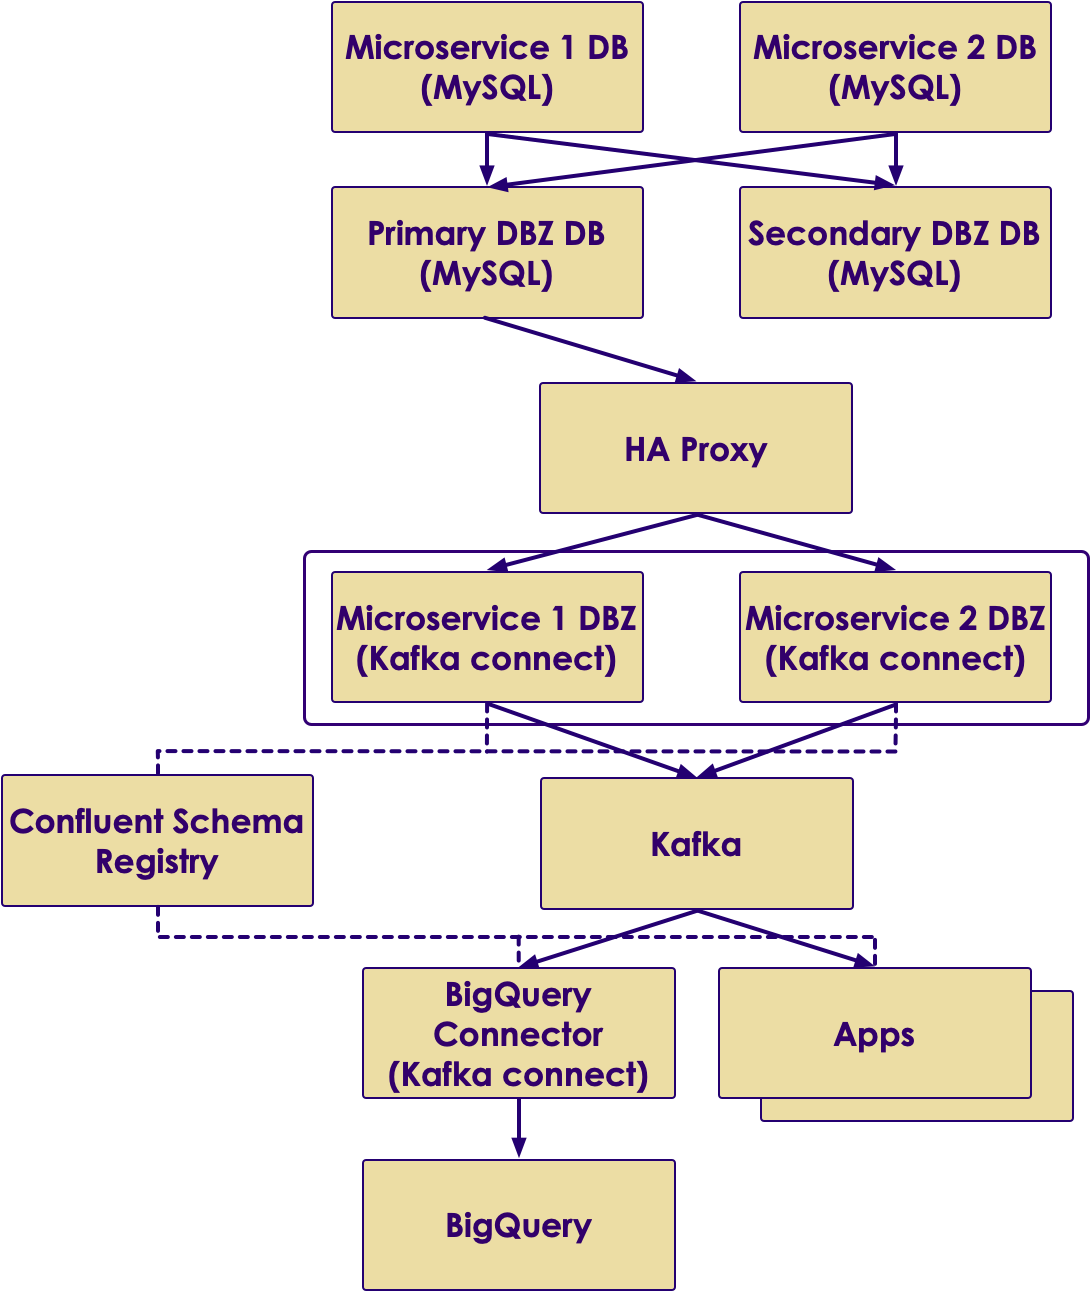 Microservice 1 DB
(MySQL)
Microservice 2 DB
(MySQL)
Primary DBZ DB
(MySQL)
Secondary DBZ DB
(MySQL)
HA Proxy
Microservice 1 DBZ
(Kafka connect)
Microservice 2 DBZ
(Kafka connect)
Confluent Schema
Registry
Kafka
BigQuery
Connector
(Kafka connect)
Apps
BigQuery